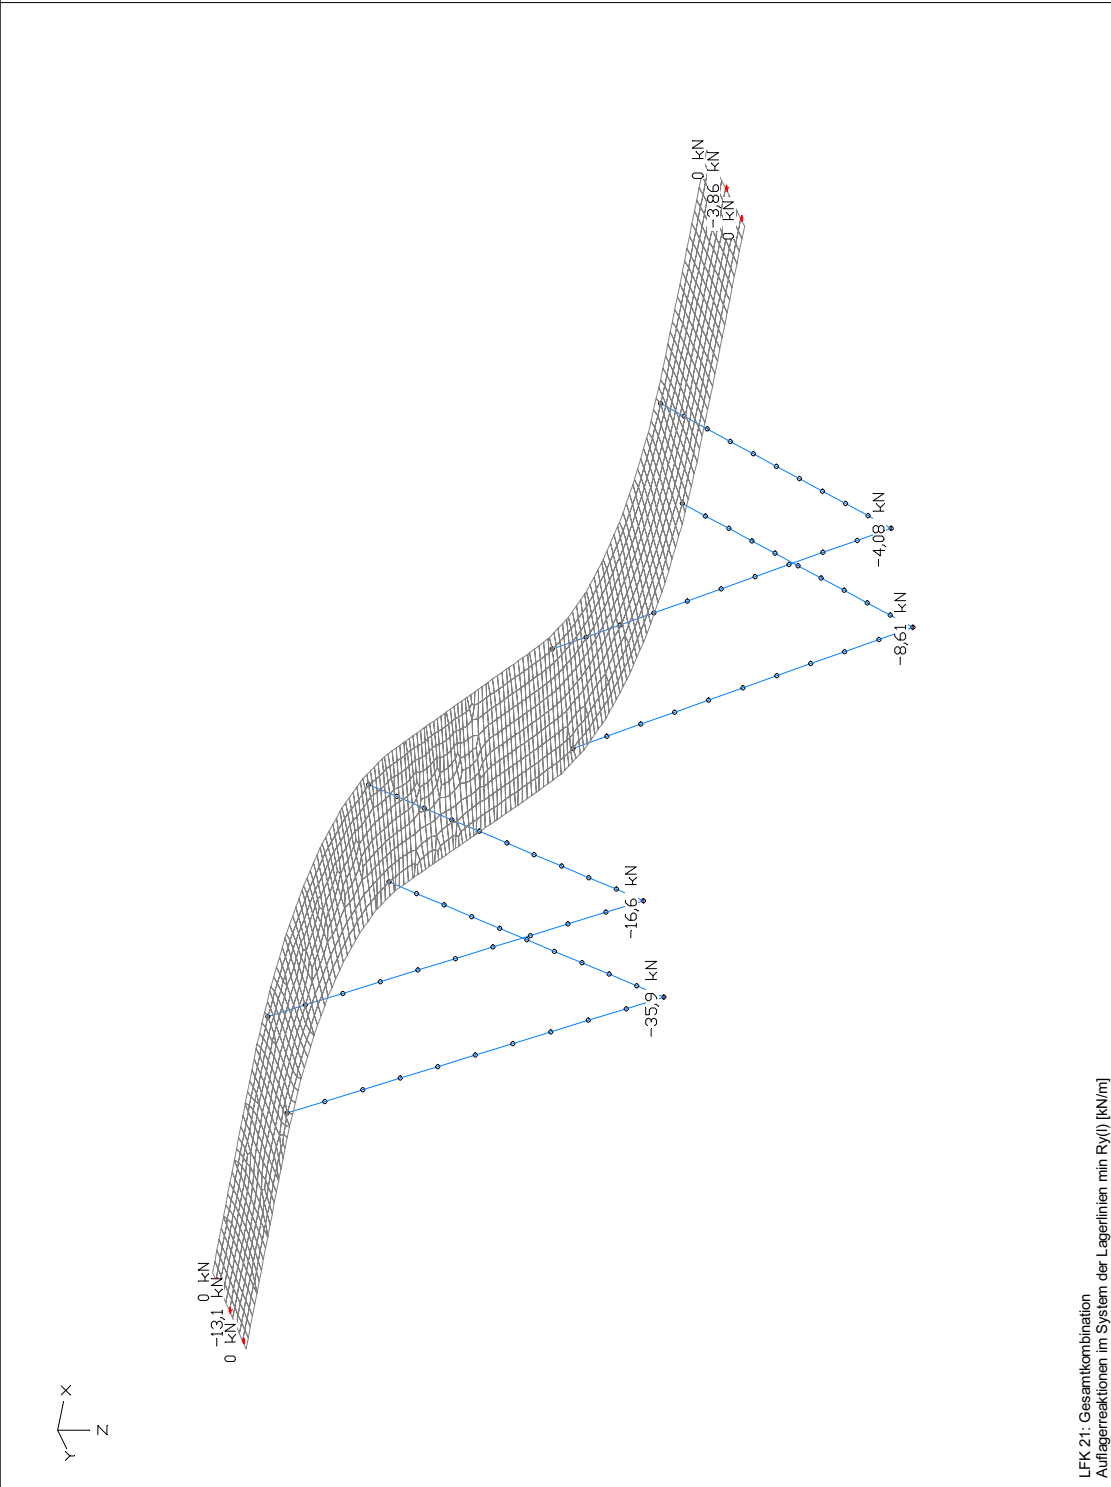 0 kN
-3,86 kN
0 kN
-4,08 kN
-8,61 kN
-16,6 kN
-35,9 kN
0 kN
-13,1 kN
0 kN
X
Y
Z
LFK 21: Gesamtkombination
Auflagerreaktionen im System der Lagerlinien min Ry(l) [kN/m]